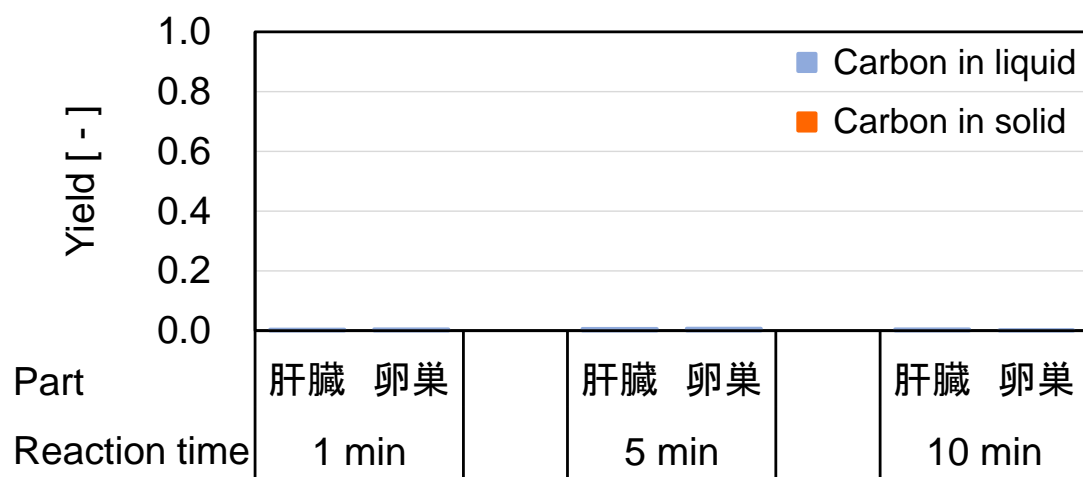 Yield [ - ]
1.0
0.8
0.6
0.4
0.2
0.0
Carbon in liquid
Carbon in solid
Part 肝臓 卵巣 肝臓 卵巣 肝臓 卵巣
Reaction time 1 min 5 min 10 min